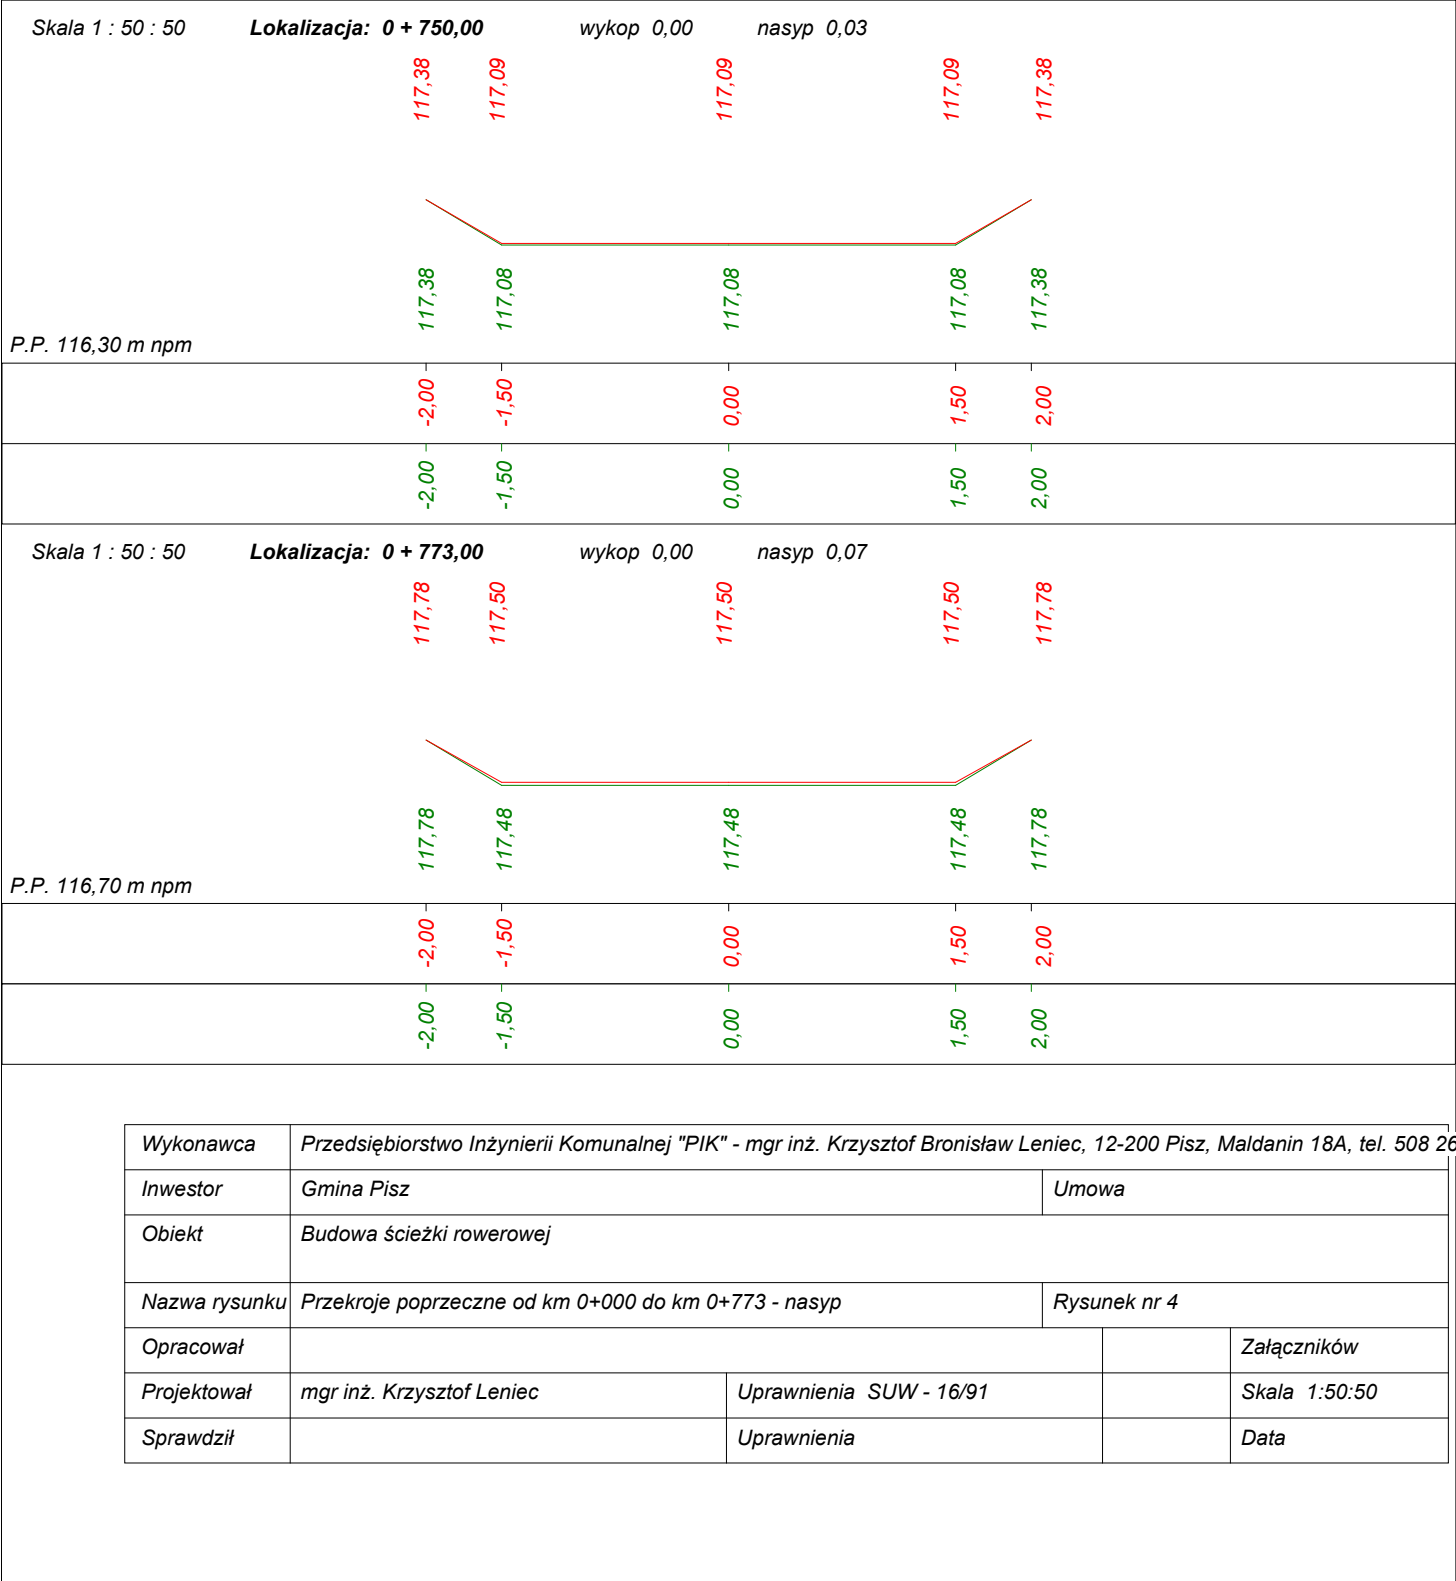 Skala 1 : 50 : 50 Lokalizacja: 0 + 750,00 wykop 0,00 nasyp 0,03
117,38 117,09 117,09 117,09 117,38
117,38 117,08 117,08 117,08 117,38
P.P. 116,30 m npm
-2,00 -1,50 0,00 1,50 2,00
-2,00 -1,50 0,00 1,50 2,00
Skala 1 : 50 : 50 Lokalizacja: 0 + 773,00 wykop 0,00 nasyp 0,07
117,78 117,50 117,50 117,50 117,78
117,78 117,48 117,48 117,48 117,78
P.P. 116,70 m npm
-2,00 -1,50 0,00 1,50 2,00
-2,00 -1,50 0,00 1,50 2,00
Wykonawca Przedsiębiorstwo Inżynierii Komunalnej "PIK" - mgr inż. Krzysztof Bronisław Leniec, 12-200 Pisz, Maldanin 18A, tel. 508 26
Inwestor Gmina Pisz Umowa
Obiekt Budowa ścieżki rowerowej
Nazwa rysunku Przekroje poprzeczne od km 0+000 do km 0+773 - nasyp Rysunek nr 4
Opracował Załączników
Projektował mgr inż. Krzysztof Leniec Uprawnienia SUW - 16/91 Skala 1:50:50
Sprawdził Uprawnienia Data